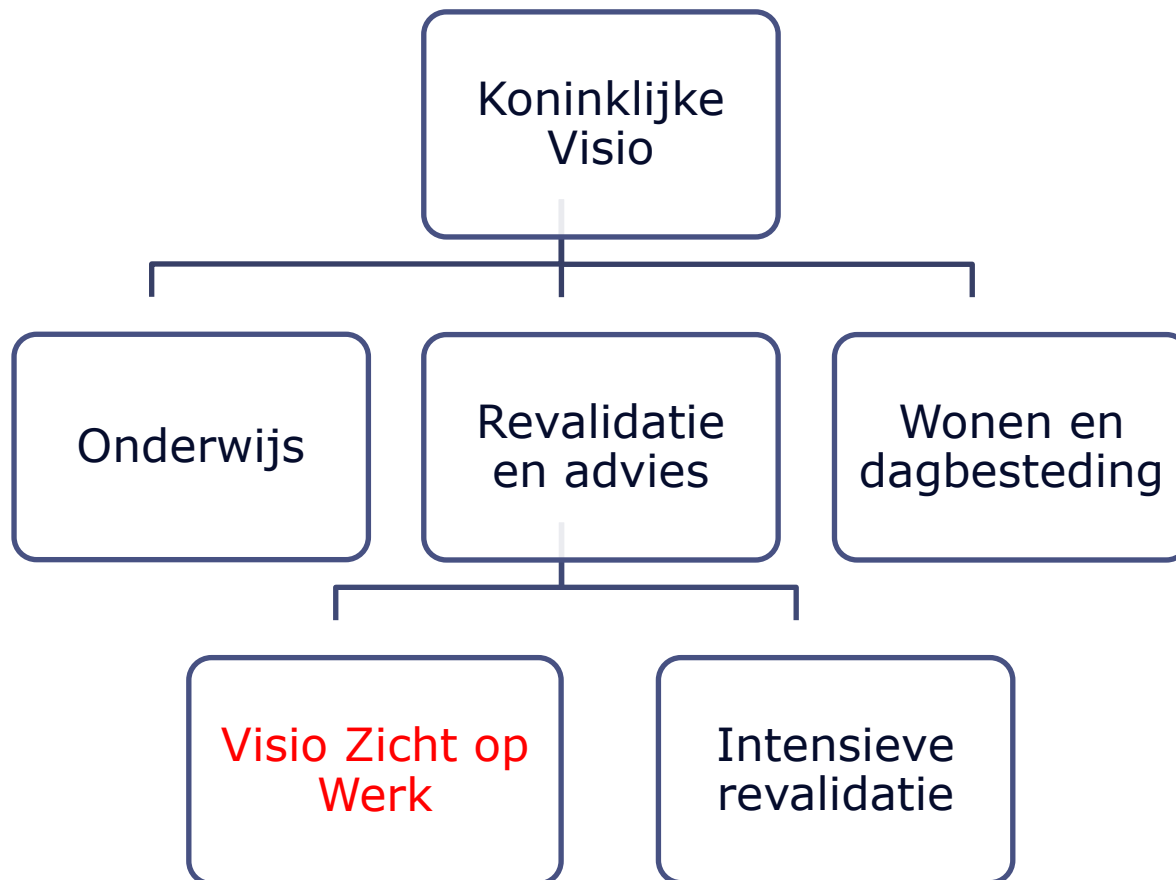 Koninklijke
Visio
Onderwijs
Revalidatie
en advies
Wonen en
dagbesteding
Visio Zicht op
Werk
Intensieve
revalidatie